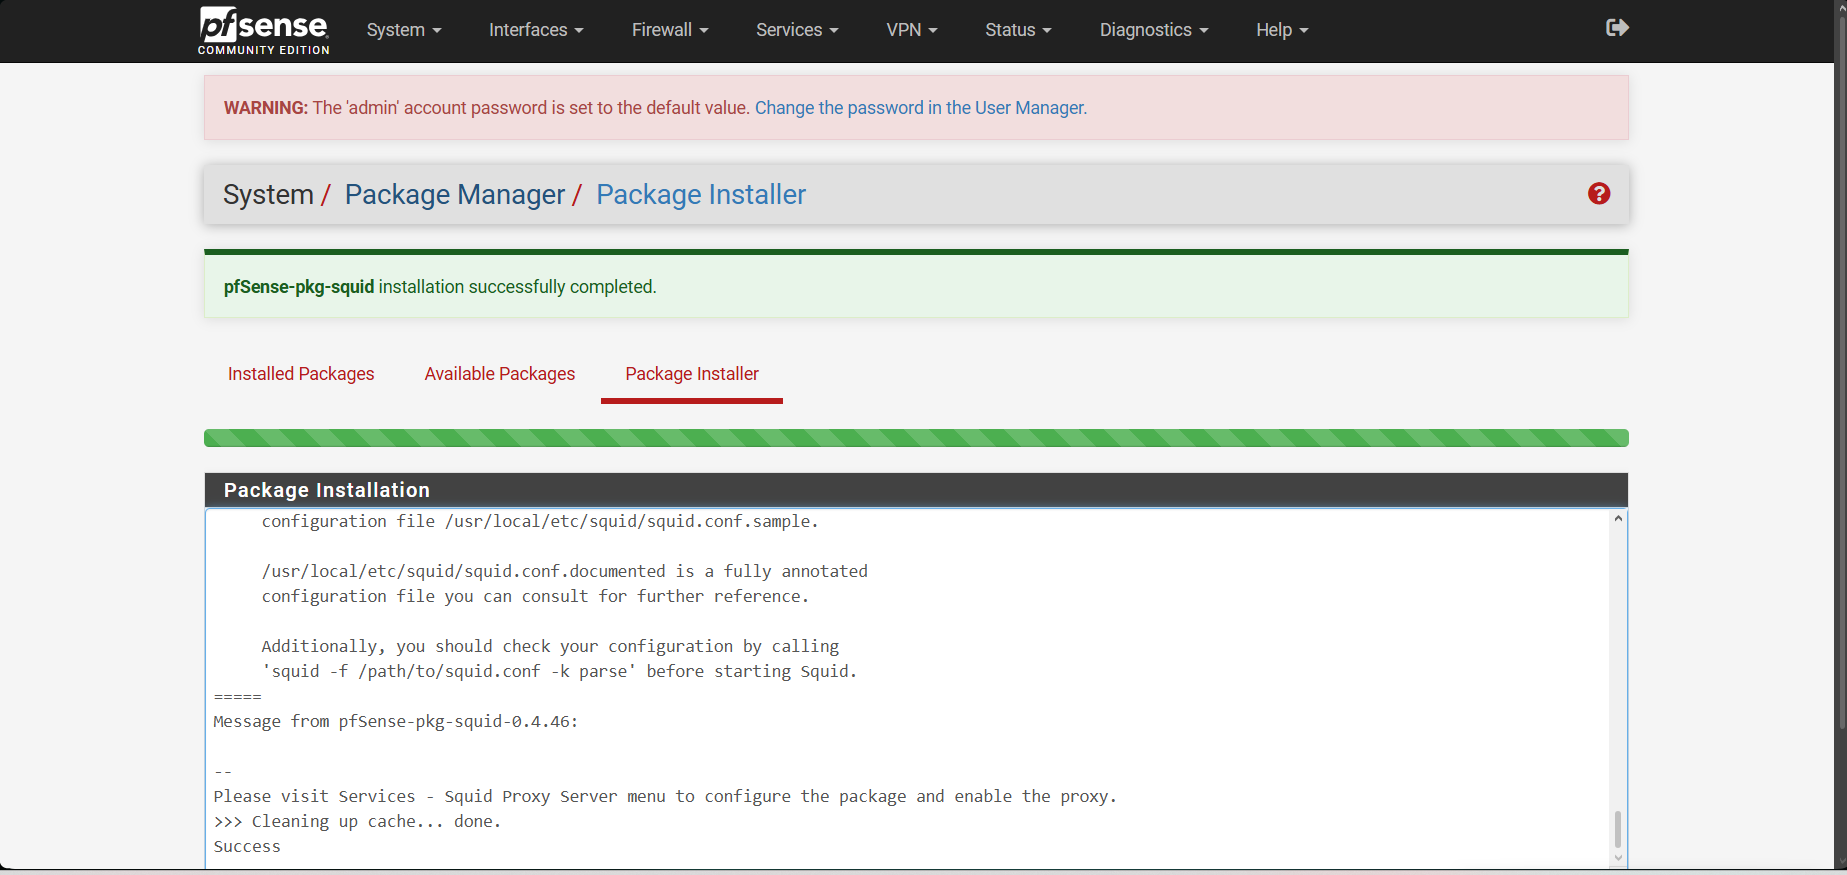 pfsense
COMMUNITY EDITION
System
Interfaces
Firewall
Services
VPN
Status
Diagnostics
Help
WARNING: The 'admin' account password is set to the default value. Change the password in the User Manager.
System / Package Manager / Package Installer
?
pfSense-pkg-squid installation successfully completed.
Installed Packages
Available Packages
Package Installer
Package Installation
configuration file /usr/local/etc/squid/squid.conf.sample.
/usr/local/etc/squid/squid.conf.documented is a fully annotated
configuration file you can consult for further reference.
Additionally, you should check your configuration by calling
'squid -f /path/to/squid.conf -k parse' before starting Squid.
=====
Message from pfSense-pkg-squid-0.4.46:
--
Please visit Services - Squid Proxy Server menu to configure the package and enable the proxy.
>>> Cleaning up cache... done.
Success